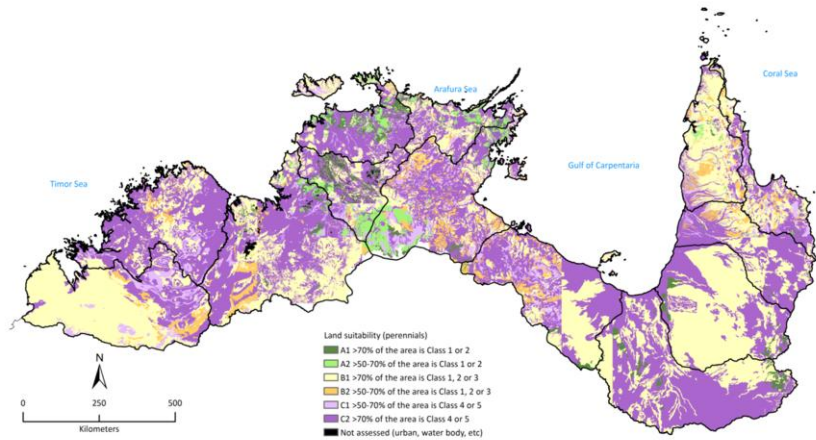 Coral Sea
Arafura Sea
Gulf of Carpentaria
Timor Sea
Land suitability (perennials)
A1 >70% of the area is Class 1 or 2
A2 >50-70% of the area is Class 1 or 2
B1 >70% of the area is Class 1, 2 or 3
B2 >50-70% of the area is Class 1, 2 or 3
C1 >50-70% of the area is Class 4 or 5
C2 >70% of the area is Class 4 or 5
Not assessed (urban, water body, etc)
N
0 250 500
Kilometers